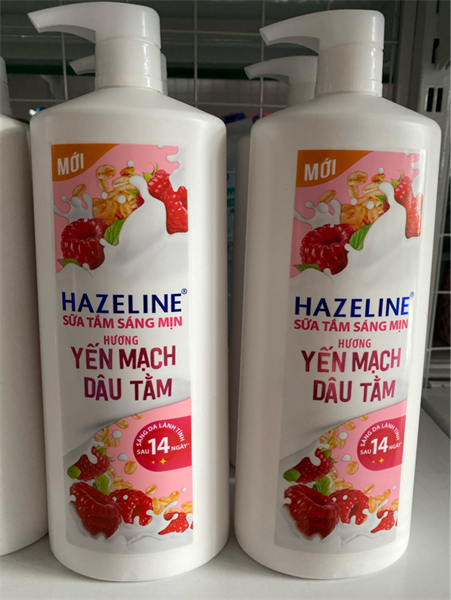 MỚI
HAZELINE®
SỮA TẮM SÁNG MỊN
HƯƠNG
YẾN MẠCH
DÂU TẰM
SÁNG DA LÀNH TÍNH
SAU 14 NGÀY*
MỚI
HAZELINE®
SỮA TẮM SÁNG MỊN
HƯƠNG
YẾN MẠCH
DÂU TẰM
SÁNG DA LÀNH TÍNH
SAU 14 NGÀY*